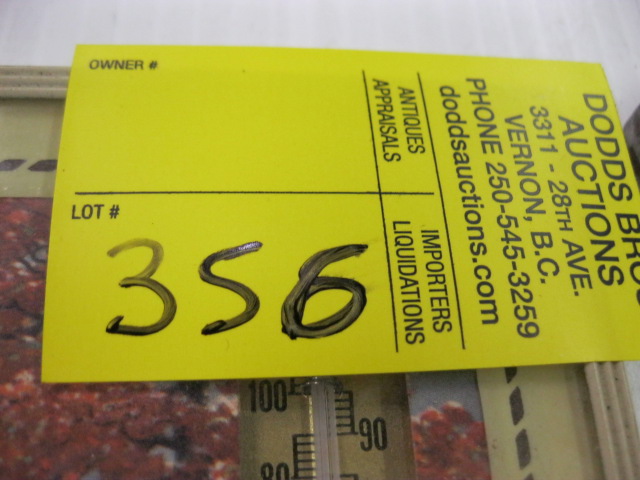 OWNER #
LOT #
356
ANTIQUES
APPRAISALS
IMPORTERS
LIQUIDATIONS
DODDS BROS
AUCTIONS
3311 - 28TH AVE.
VERNON, B.C.
PHONE 250-545-3259
doddsauctions.com
100
90
80